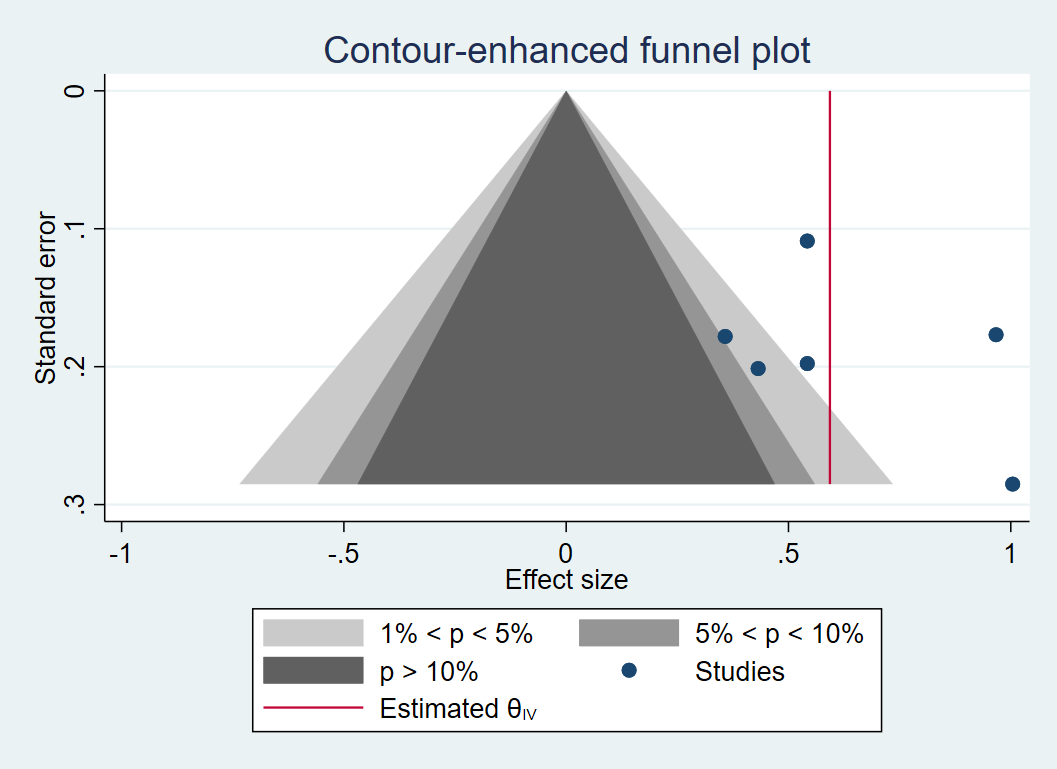 Contour-enhanced funnel plot
Standard error
0
.1
.2
.3
-1
-.5
0
.5
1
Effect size
1% < p < 5%
5% < p < 10%
p > 10%
Studies
Estimated θIV